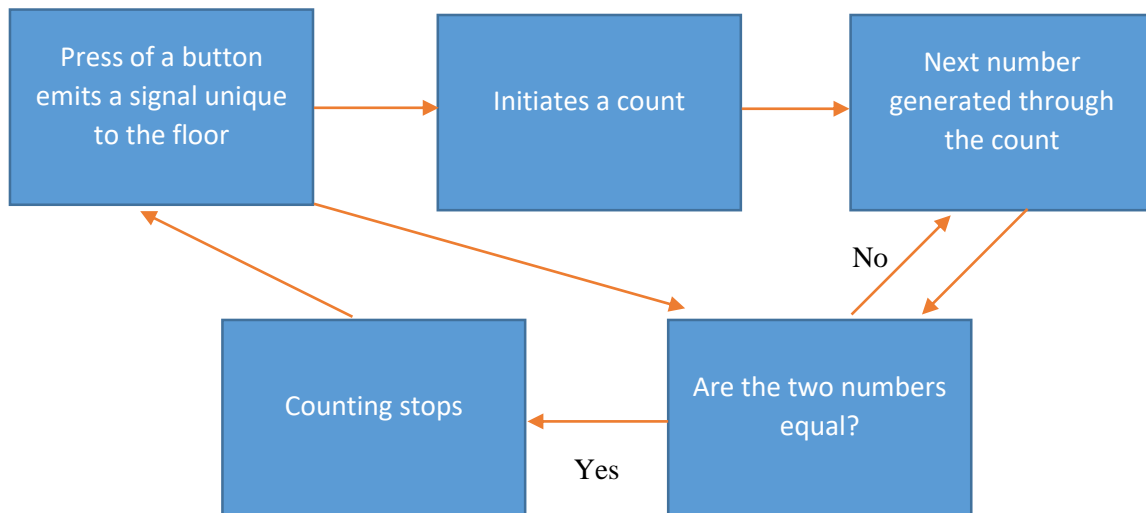 Press of a button
emits a signal unique
to the floor
Initiates a count
Next number
generated through
the count
No
Counting stops
Are the two numbers
equal?
Yes